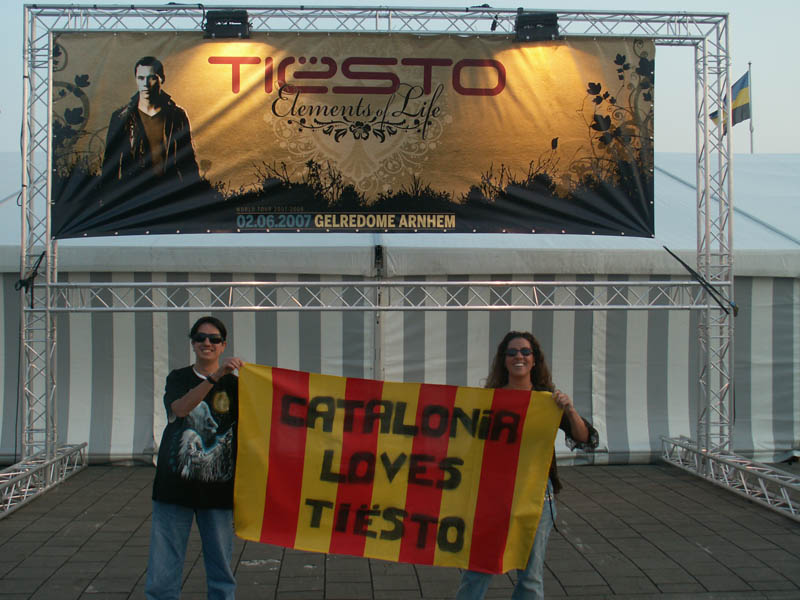 TIËSTO
Elements of Life
WORLD TOUR 2007-2008
02.06.2007 GELREDOME ARNHEM
CATALONIA
LOVES
TIËSTO